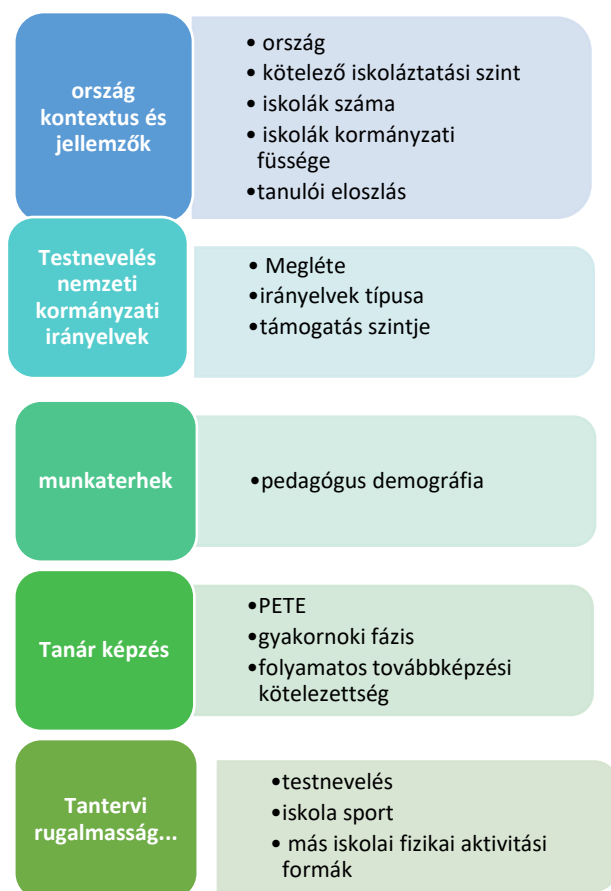 ország
kontextus és
jellemzők
• ország
• kötelező iskoláztatási szint
• iskolák száma
• iskolák kormányzati
füssége
•tanulói eloszlás
Testnevelés
nemzeti
kormányzati
irányelvek
• Megléte
•irányelvek típusa
•támogatás szintje
munkaterhek
•pedagógus demográfia
Tanár képzés
•PETE
•gyakornoki fázis
•folyamatos továbbképzési
kötelezettség
Tantervi
rugalmasság...
•testnevelés
•iskola sport
• más iskolai fizikai aktivitási
formák